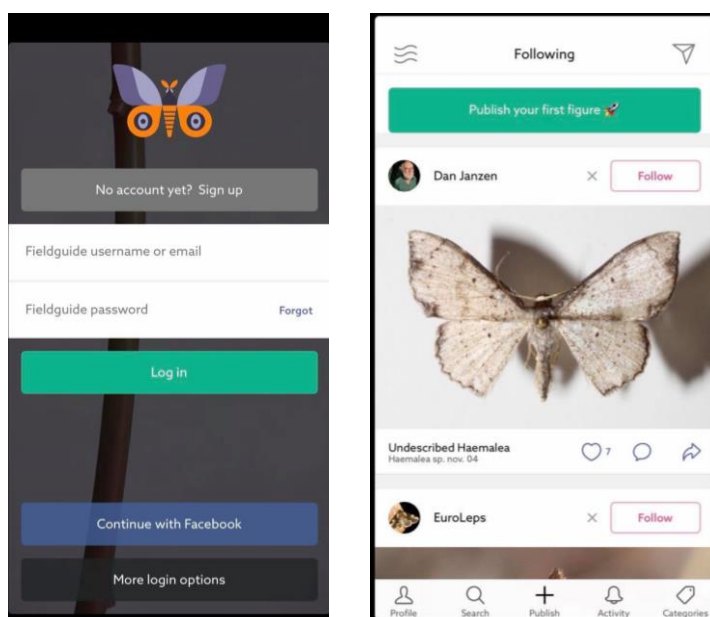 No account yet? Sign up
Fieldguide username or email
Fieldguide password Forgot
Log in
Continue with Facebook
More login options
Following
Publish your first figure 🚀
Dan Janzen × Follow
Undescribed Haemalea 7
Haemalea sp. nov. 04
EuroLeps × Follow
Profile Search Publish Activity Categories